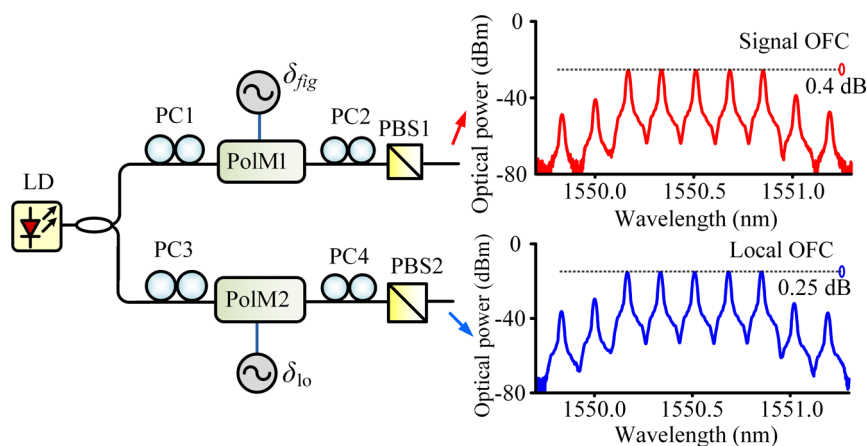 δfig
PC1
PC2
PBS1
PolM1
LD
PC3
PC4
PBS2
PolM2
δlo
Optical power (dBm)
0
-40
-80
Signal OFC
0.4 dB
1550.0
1550.5
1551.0
Wavelength (nm)
Optical power (dBm)
0
-40
-80
Local OFC
0.25 dB
1550.0
1550.5
1551.0
Wavelength (nm)